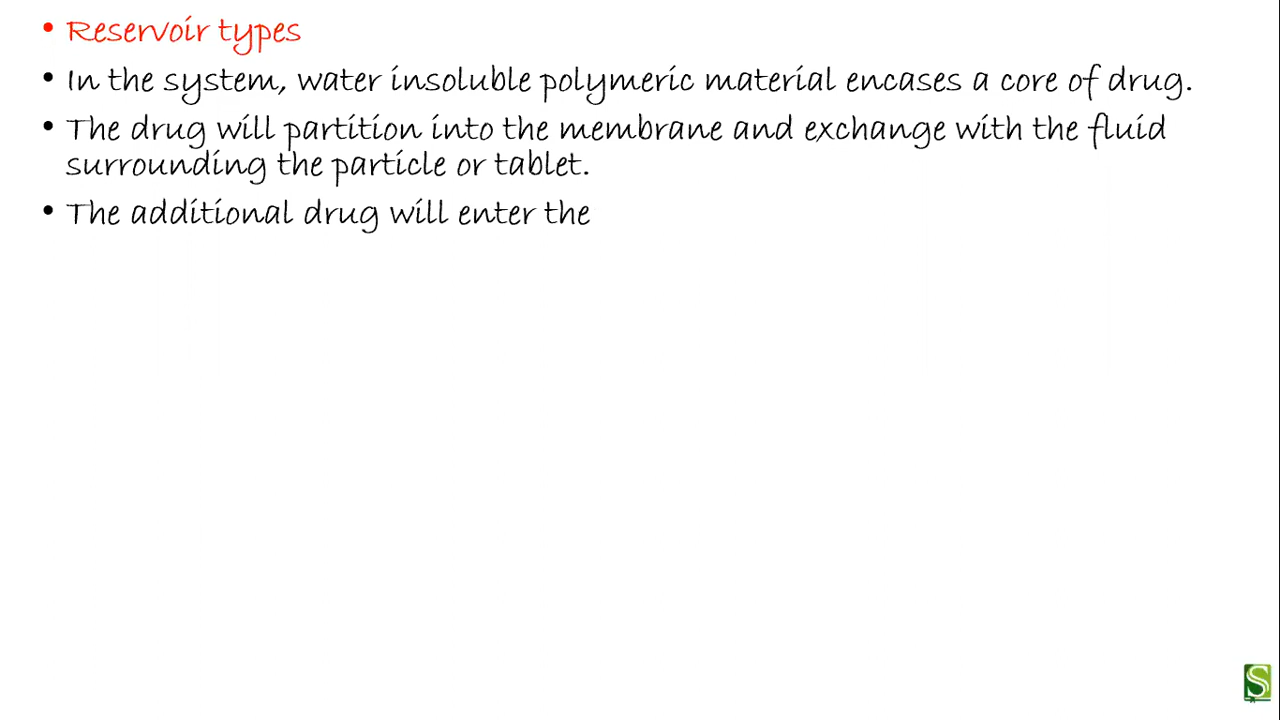 • Reservoir types
• In the system, water insoluble polymeric material encases a core of drug.
• The drug will partition into the membrane and exchange with the fluid
surrounding the particle or tablet.
• The additional drug will enter the
S